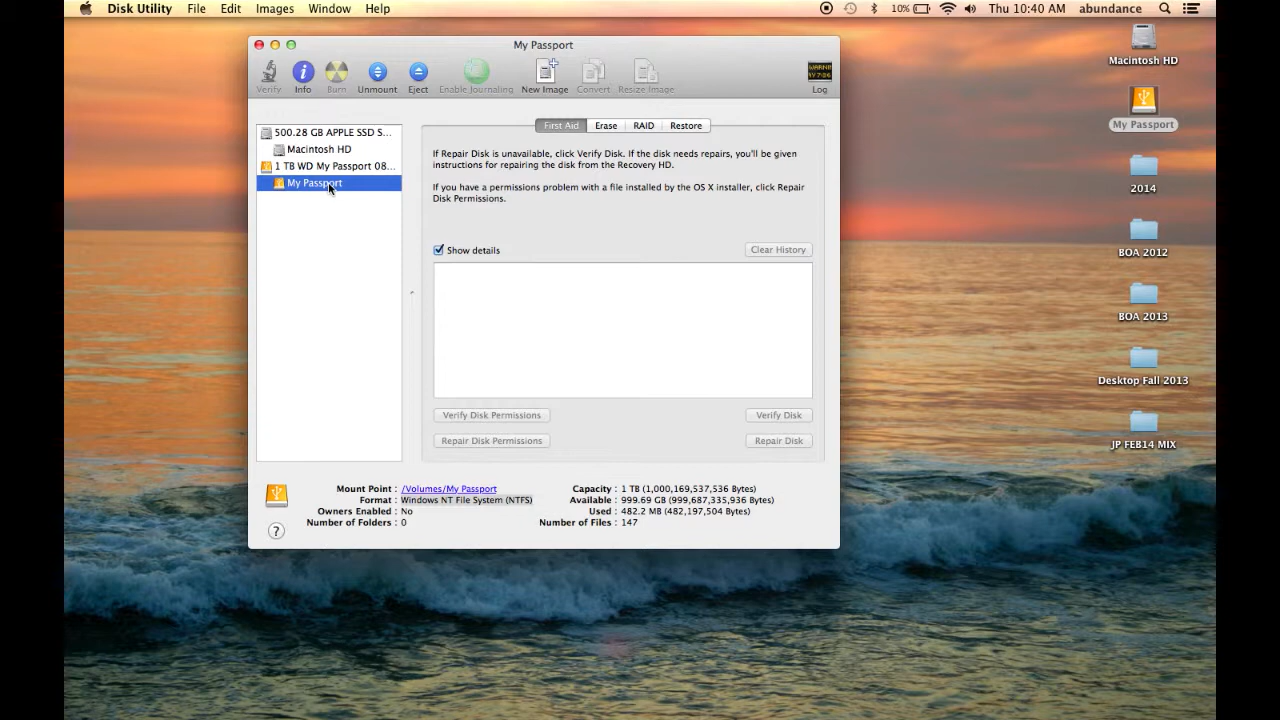 Disk Utility File Edit Images Window Help 10% Thu 10:40 AM abundance
My Passport
Verify Info Burn Unmount Eject Enable Journaling New Image Convert Resize Image Log
500.28 GB APPLE SSD S...
Macintosh HD
1 TB WD My Passport 08...
My Passport
First Aid Erase RAID Restore
If Repair Disk is unavailable, click Verify Disk. If the disk needs repairs, you'll be given
instructions for repairing the disk from the Recovery HD.
If you have a permissions problem with a file installed by the OS X installer, click Repair
Disk Permissions.
Show details Clear History
Verify Disk Permissions Verify Disk
Repair Disk Permissions Repair Disk
Mount Point : /Volumes/My Passport Capacity : 1 TB (1,000,169,537,536 Bytes)
Format : Windows NT File System (NTFS) Available : 999.69 GB (999,687,335,936 Bytes)
Owners Enabled : No Used : 482.2 MB (482,197,504 Bytes)
Number of Folders : 0 Number of Files : 147
?
Macintosh HD
My Passport
2014
BOA 2012
BOA 2013
Desktop Fall 2013
JP FEB14 MIX